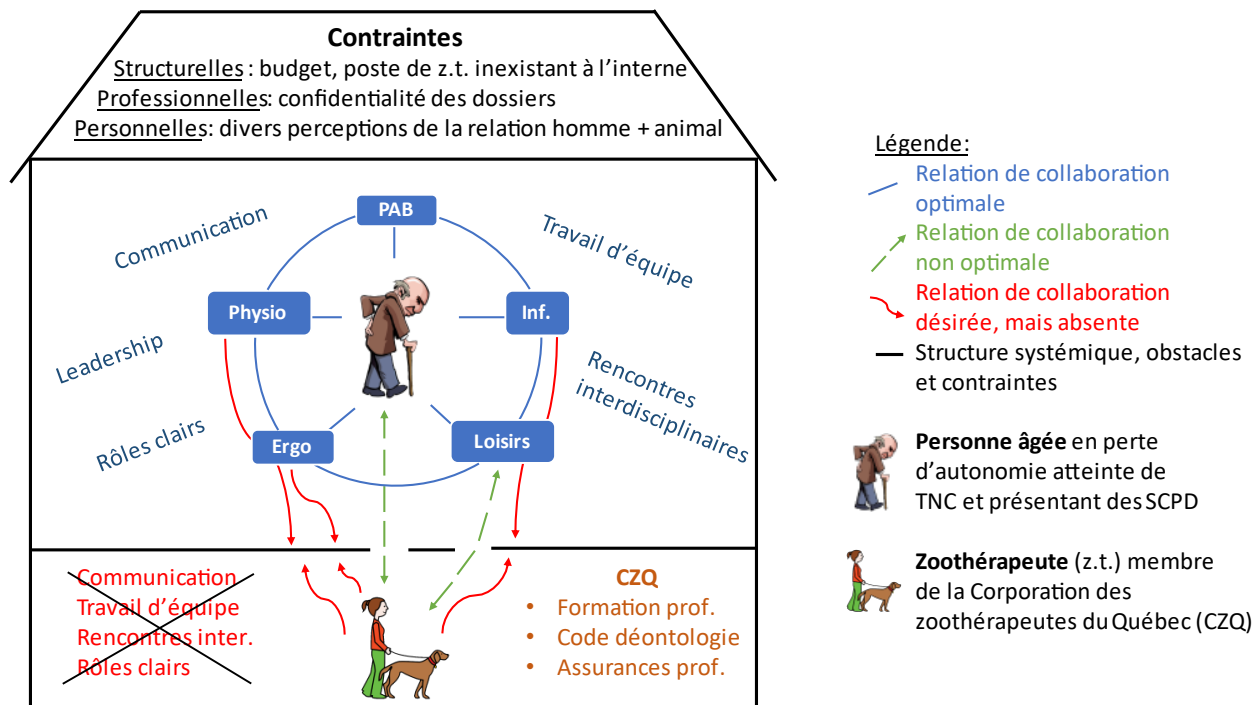 Contraintes
Structurelles : budget, poste de z.t. inexistant à l'interne
Professionnelles: confidentialité des dossiers
Personnelles: divers perceptions de la relation homme + animal
Communication
Travail d'équipe
Leadership
Rôles clairs
Rencontres
interdisciplinaires
PAB
Physio
Inf.
Ergo
Loisirs
Communication
Travail d'équipe
Rencontres inter.
Rôles clairs
CZQ
• Formation prof.
• Code déontologie
• Assurances prof.
Légende:
Relation de collaboration
optimale
Relation de collaboration
non optimale
Relation de collaboration
désirée, mais absente
Structure systémique, obstacles
et contraintes
Personne âgée en perte
d'autonomie atteinte de
TNC et présentant des SCPD
Zoothérapeute (z.t.) membre
de la Corporation des
zoothérapeutes du Québec (CZQ)